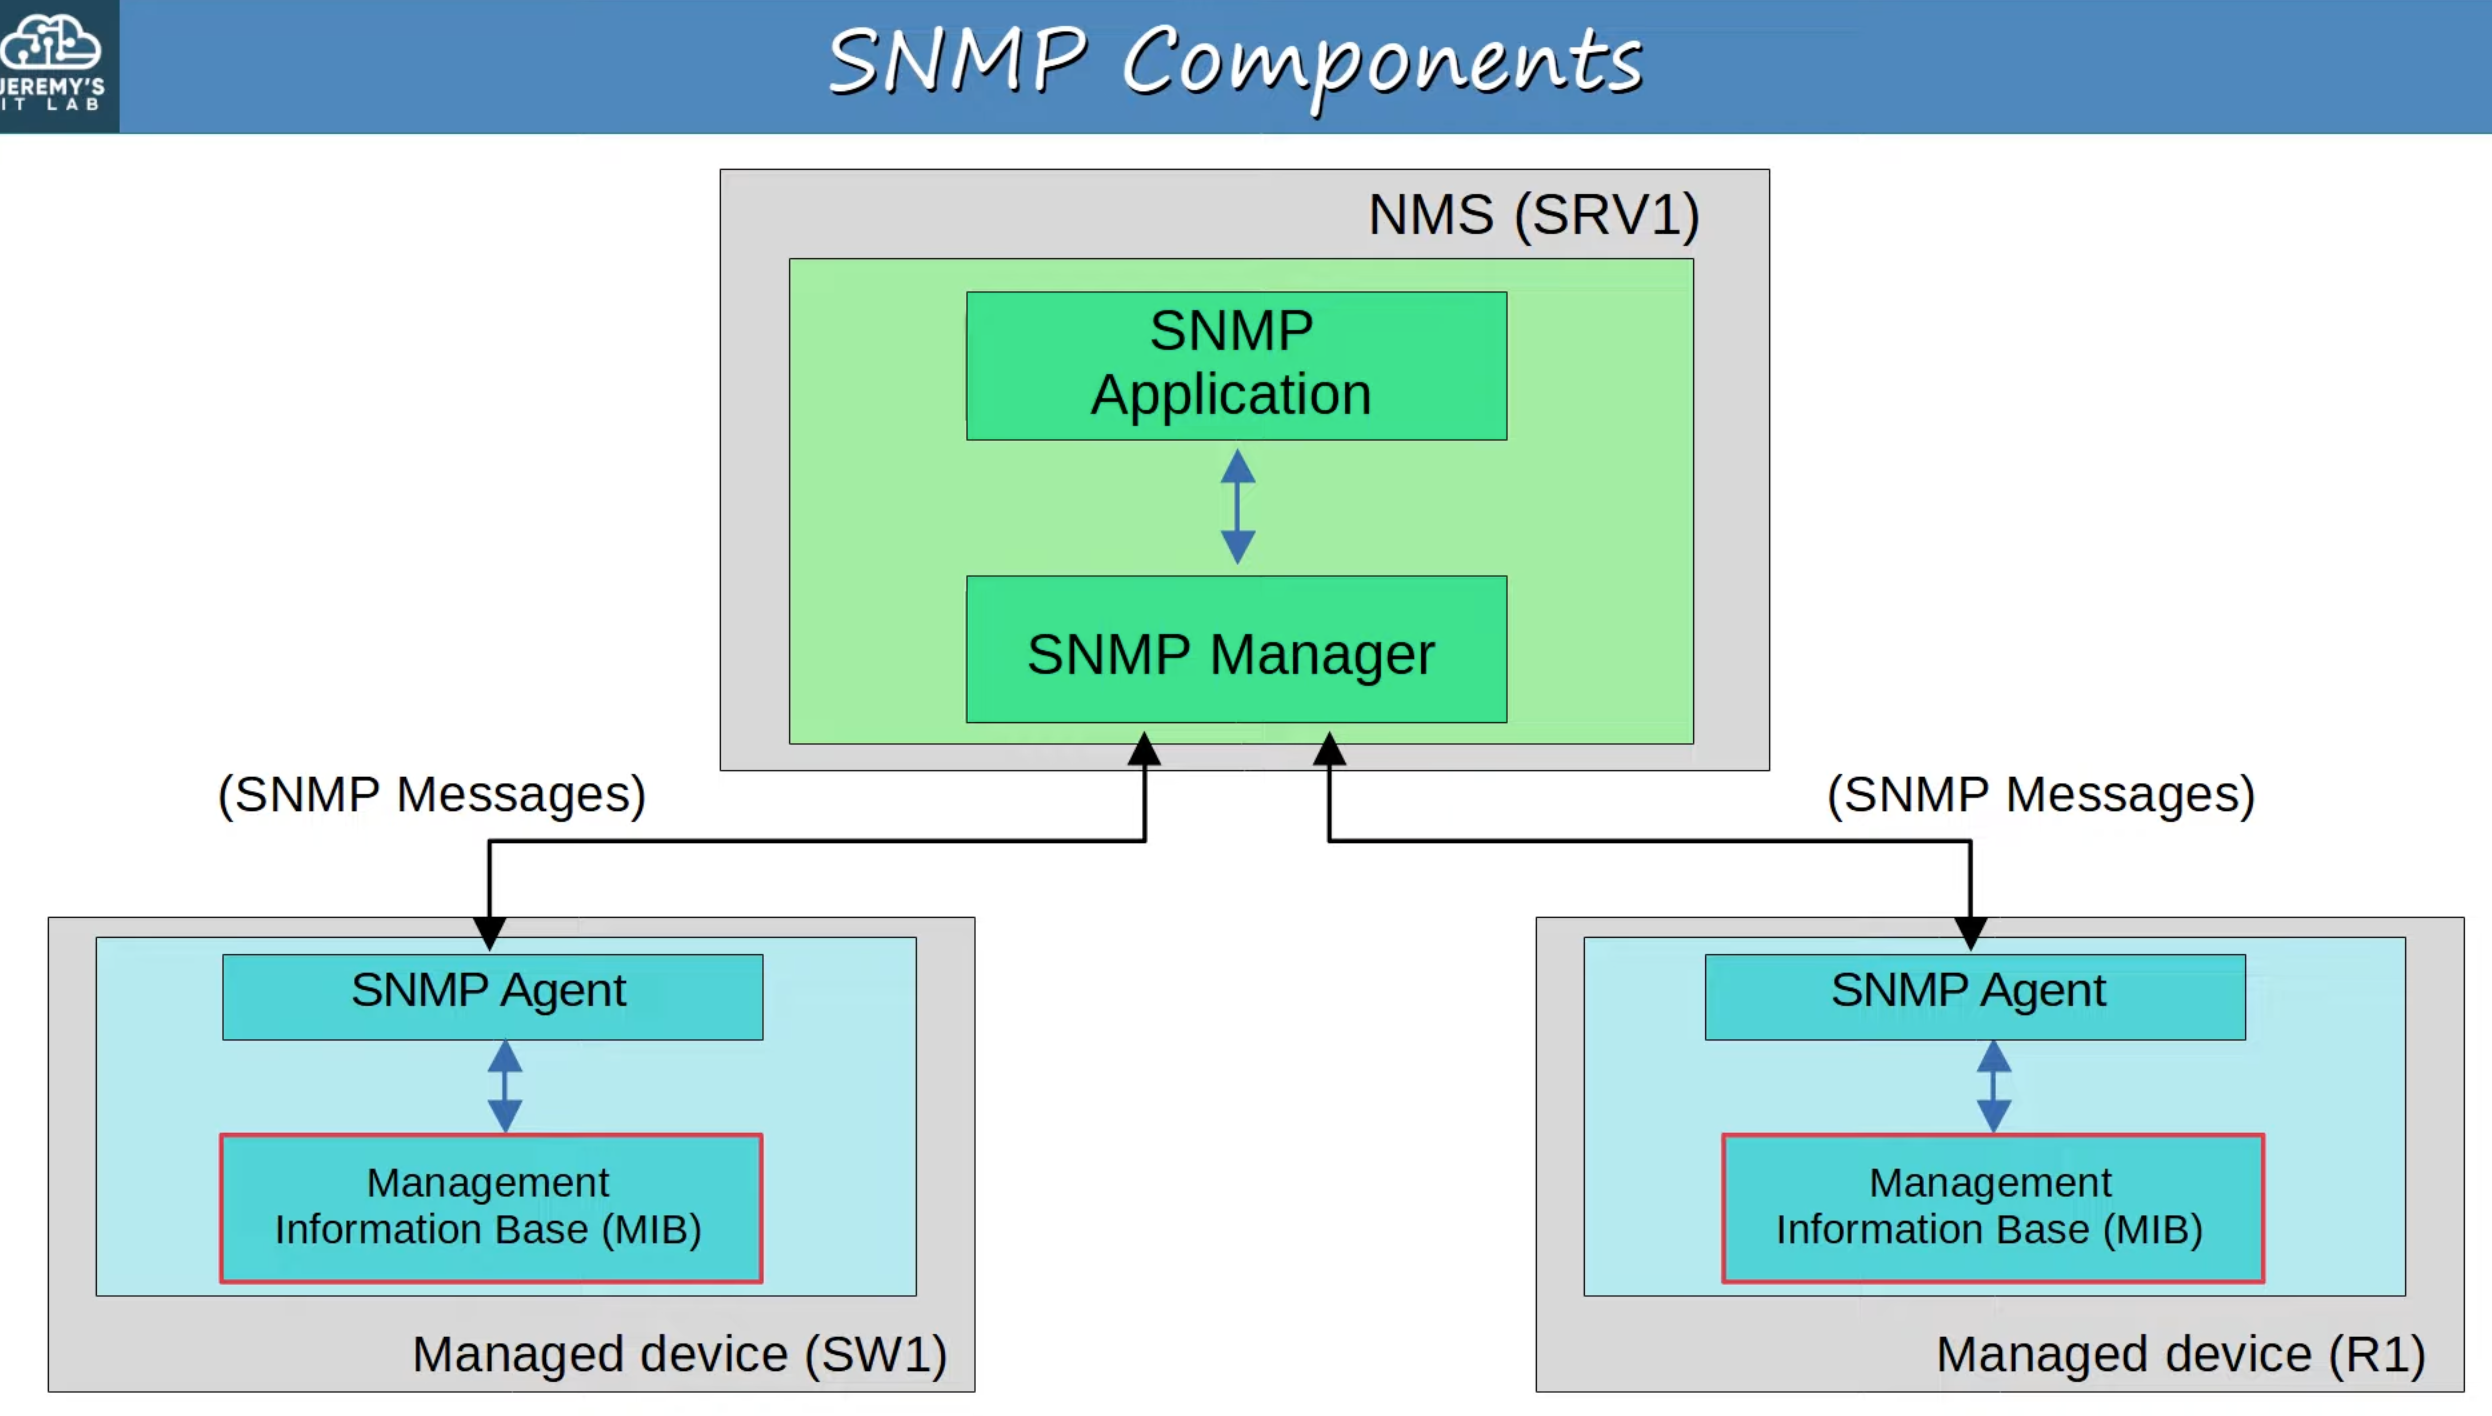 JEREMY'S
IT LAB
SNMP Components
NMS (SRV1)
SNMP
Application
SNMP Manager
(SNMP Messages)
(SNMP Messages)
SNMP Agent
Management
Information Base (MIB)
Managed device (SW1)
SNMP Agent
Management
Information Base (MIB)
Managed device (R1)